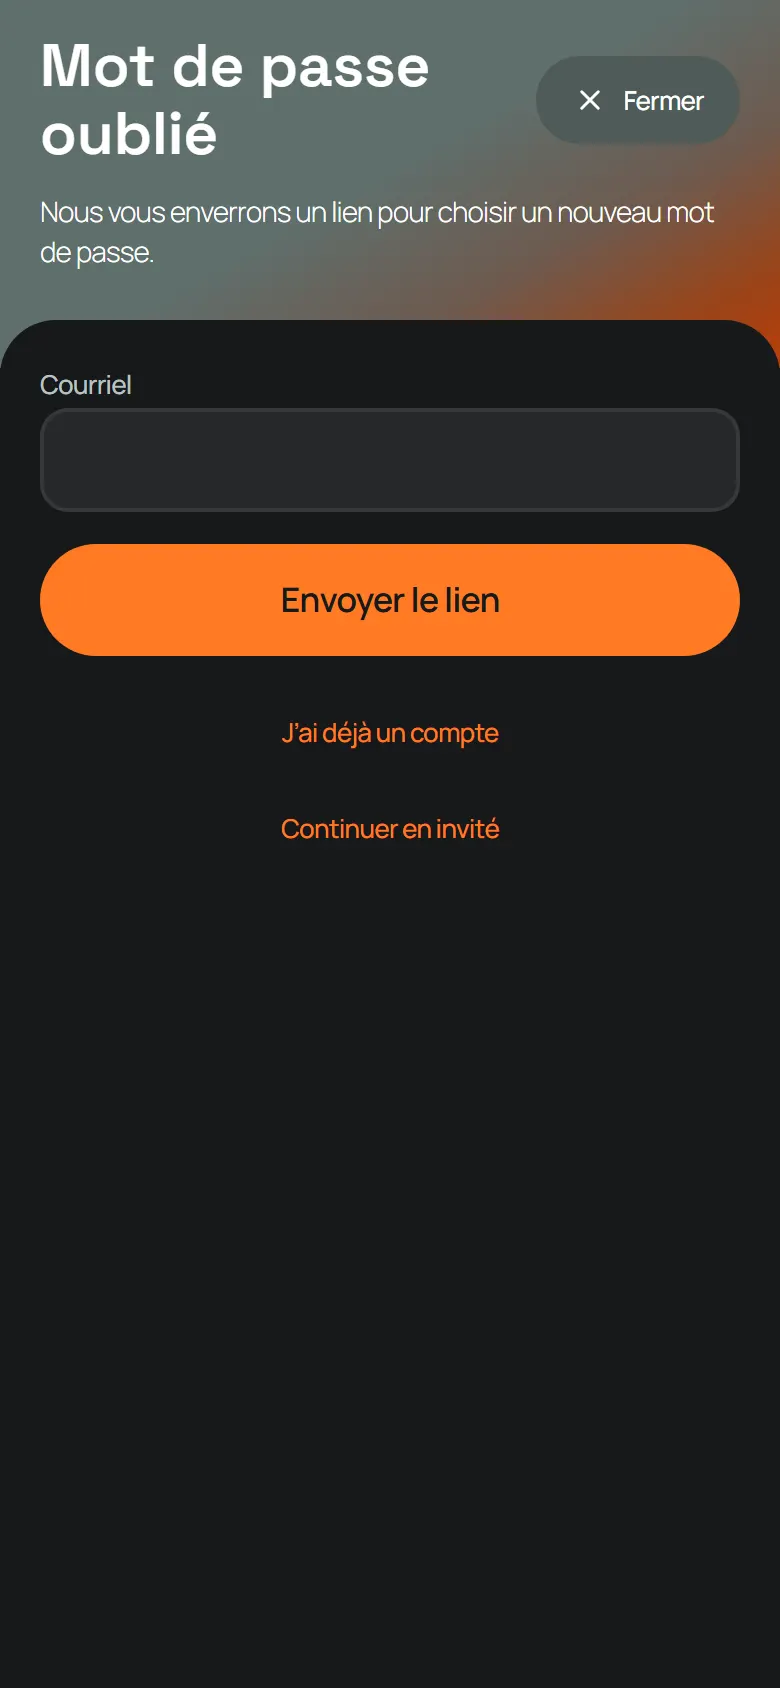 Mot de passe
oublié
Fermer
Nous vous enverrons un lien pour choisir un nouveau mot
de passe.
Courriel
Envoyer le lien
J’ai déjà un compte
Continuer en invité